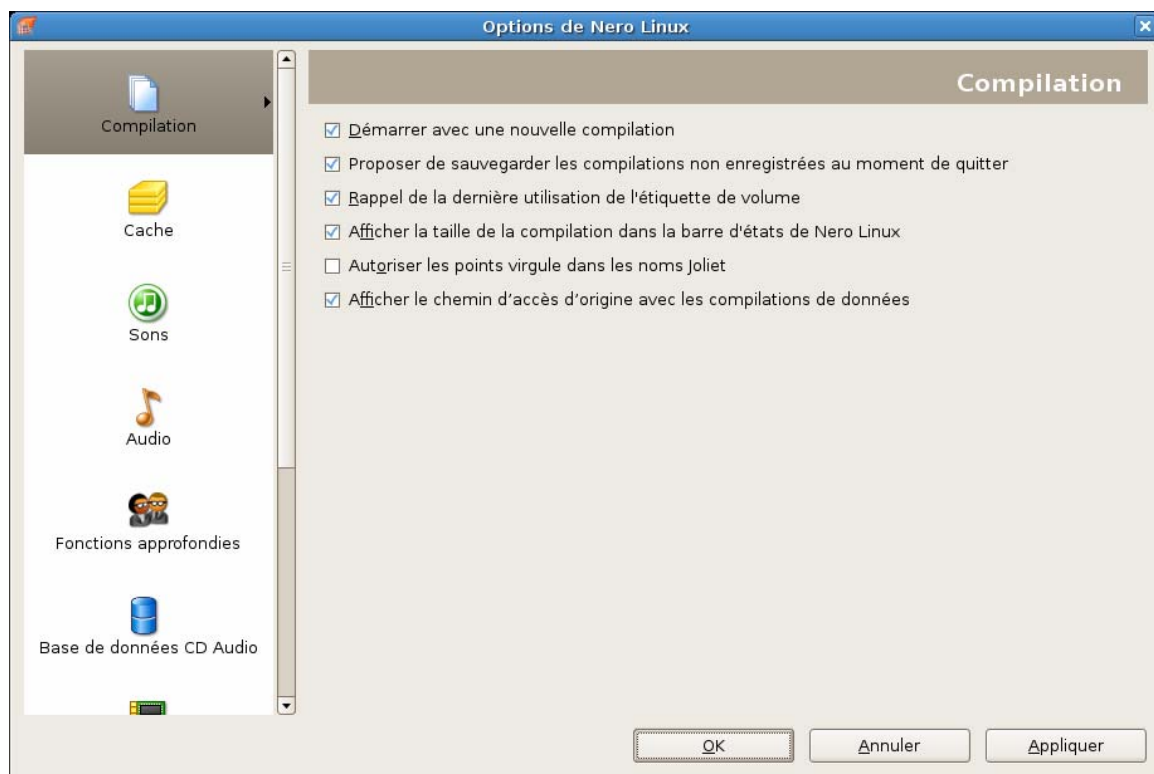 Options de Nero Linux
Compilation
Cache
Sons
Audio
Fonctions approfondies
Base de données CD Audio
Compilation
Démarrer avec une nouvelle compilation
Proposer de sauvegarder les compilations non enregistrées au moment de quitter
Rappel de la dernière utilisation de l'étiquette de volume
Afficher la taille de la compilation dans la barre d'états de Nero Linux
Autoriser les points virgule dans les noms Joliet
Afficher le chemin d’accès d’origine avec les compilations de données
OK
Annuler
Appliquer